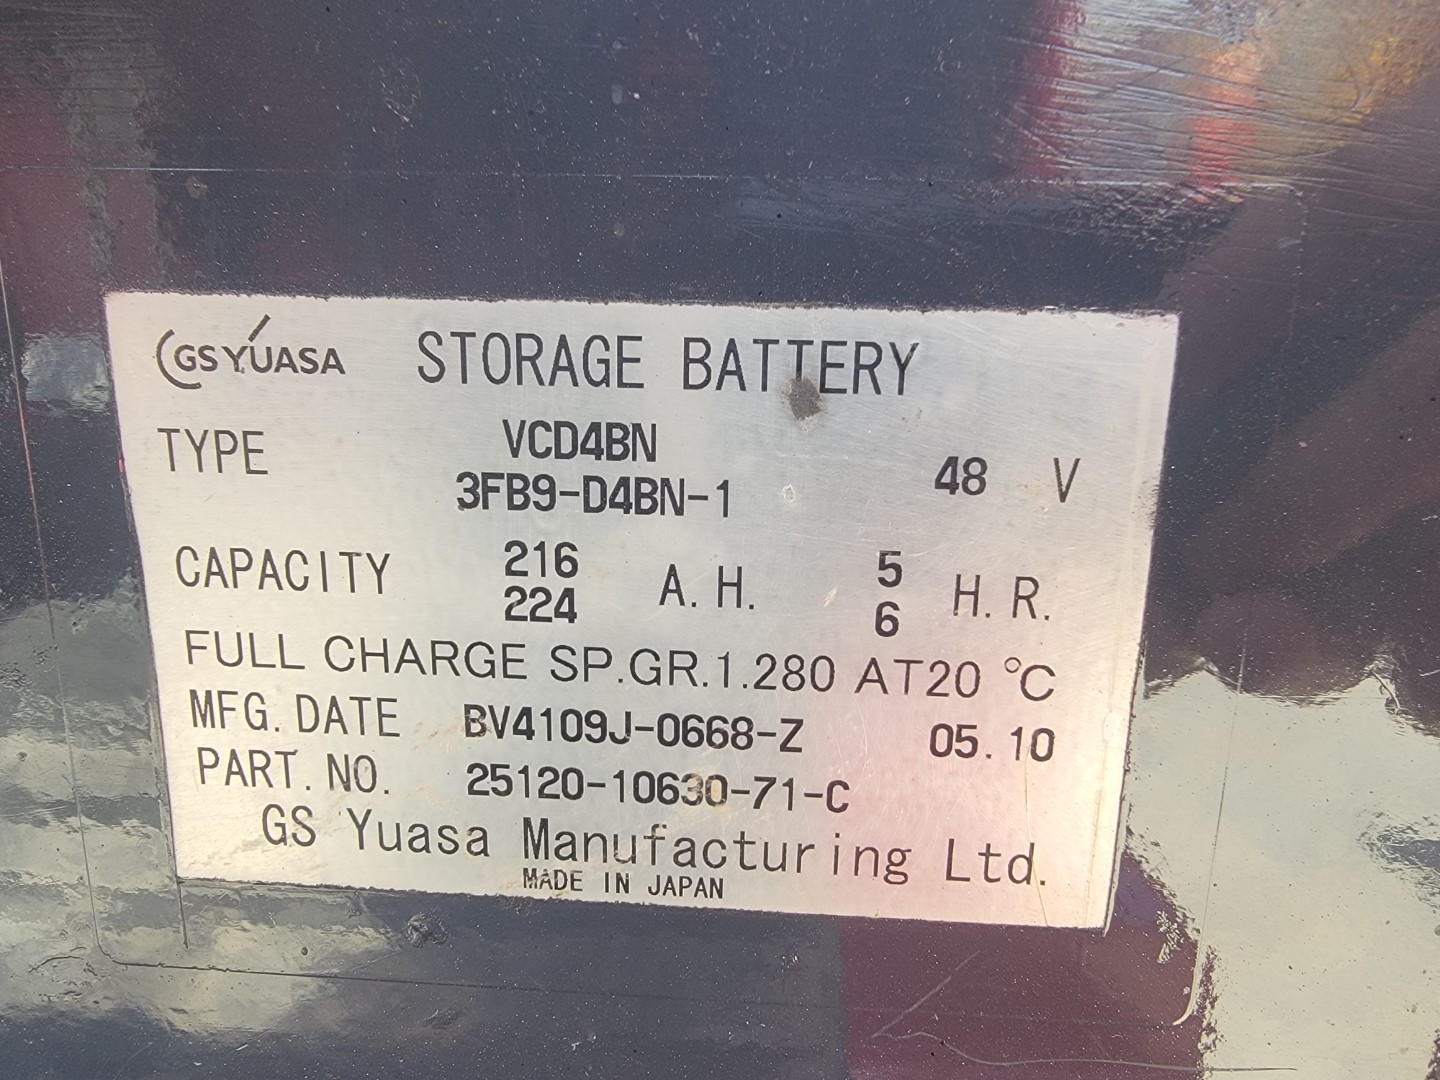 GS YUASA STORAGE BATTERY
TYPE VCD4BN 48 V
3FB9-D4BN-1
CAPACITY 216 A.H. 5 H.R.
224 6
FULL CHARGE SP.GR.1.280 AT20 ℃
MFG.DATE BV4109J-0668-Z 05.10
PART.NO. 25120-10630-71-C
GS Yuasa Manufacturing Ltd.
MADE IN JAPAN